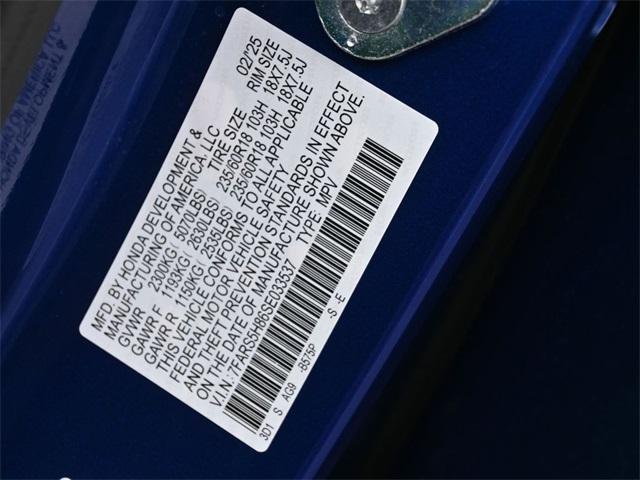 MFD. BY HONDA DEVELOPMENT &
MANUFACTURING OF AMERICA, LLC 02/25
GVWR 2300KG( 5070LBS) TIRE SIZE RIM SIZE
GAWR F 1193KG( 2630LBS) 235/60R18 103H 18X7.5J
GAWR R 1150KG( 2535LBS) 235/60R18 103H 18X7.5J
THIS VEHICLE CONFORMS TO ALL APPLICABLE
FEDERAL MOTOR VEHICLE SAFETY
AND THEFT PREVENTION STANDARDS IN EFFECT
ON THE DATE OF MANUFACTURE SHOWN ABOVE.
V.I.N.: TYPE: MPV
3D1 S AG9 -B575P -S -E